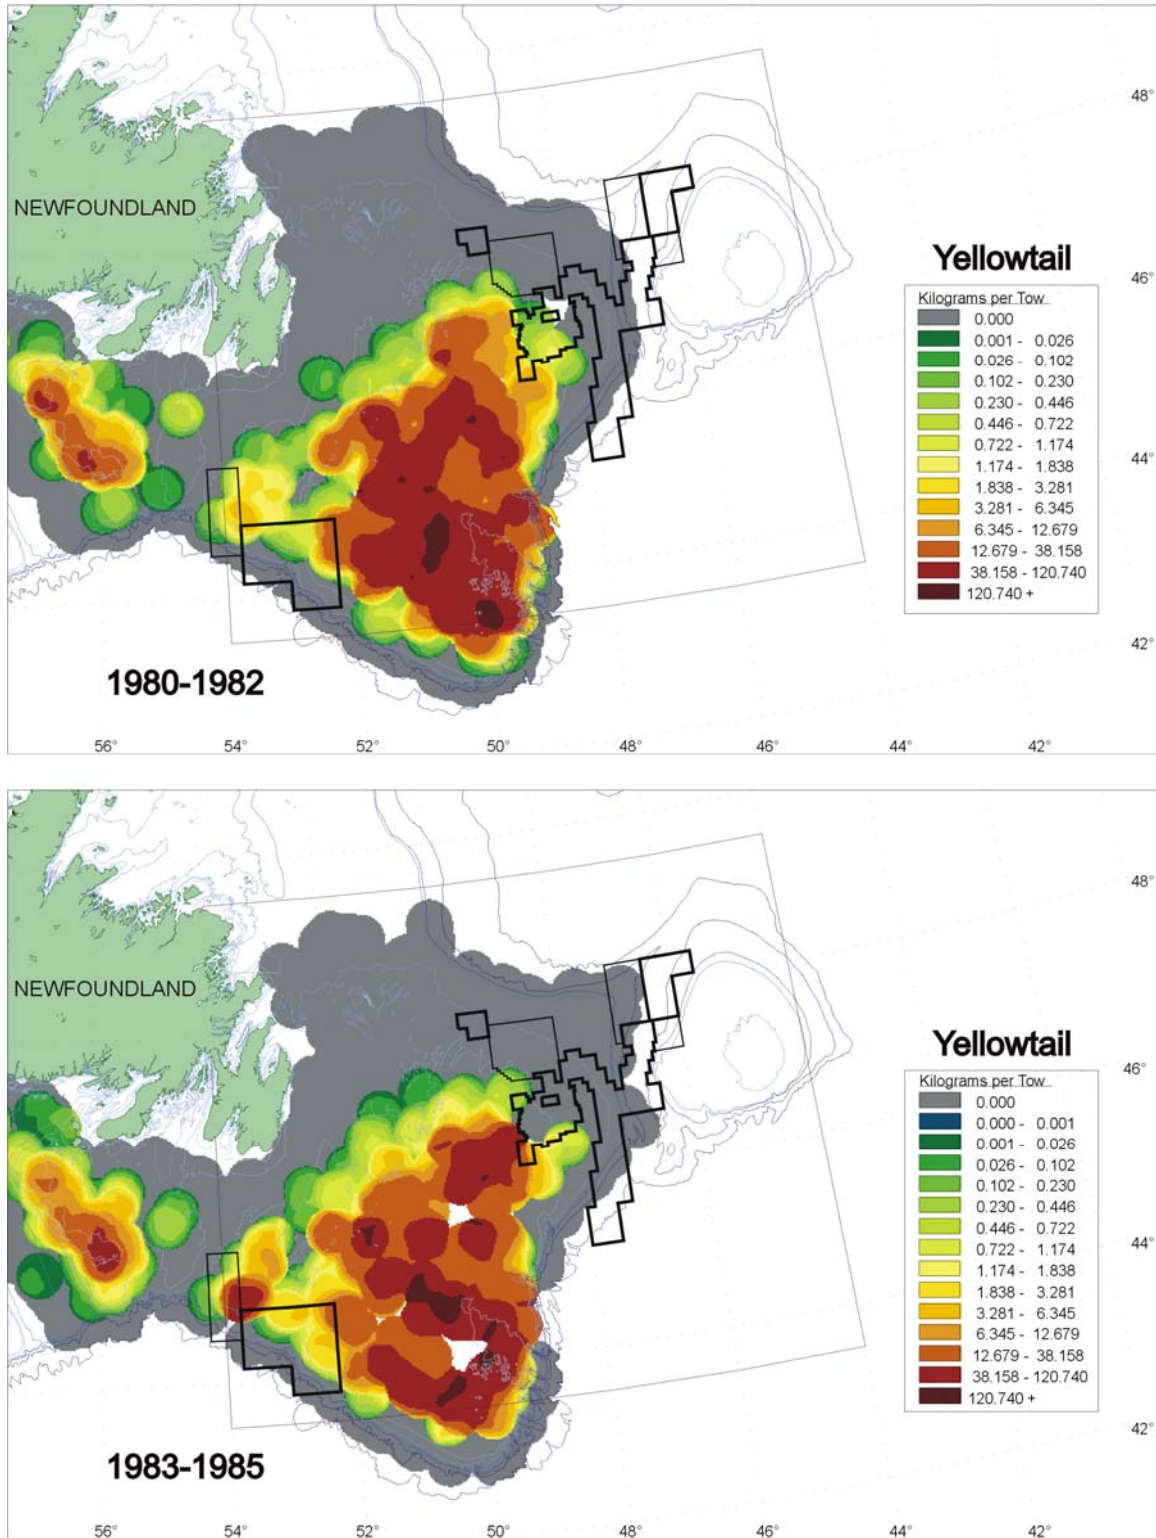 48°
NEWFOUNDLAND
Yellowtail
46°
Kilograms per Tow
0.000
0.001 - 0.026
0.026 - 0.102
0.102 - 0.230
0.230 - 0.446
0.446 - 0.722
0.722 - 1.174
1.174 - 1.838
1.838 - 3.281
3.281 - 6.345
6.345 - 12.679
12.679 - 38.158
38.158 - 120.740
120.740 +
44°
42°
1980-1982
56° 54° 52° 50° 48° 46° 42°
48°
NEWFOUNDLAND
Yellowtail
46°
Kilograms per Tow
0.000
0.000 - 0.001
0.001 - 0.026
0.026 - 0.102
0.102 - 0.230
0.230 - 0.446
0.446 - 0.722
0.722 - 1.174
1.174 - 1.838
1.838 - 3.281
3.281 - 6.345
6.345 - 12.679
12.679 - 38.158
38.158 - 120.740
120.740 +
44°
42°
1983-1985
56° 54° 52° 50° 48° 46° 42°